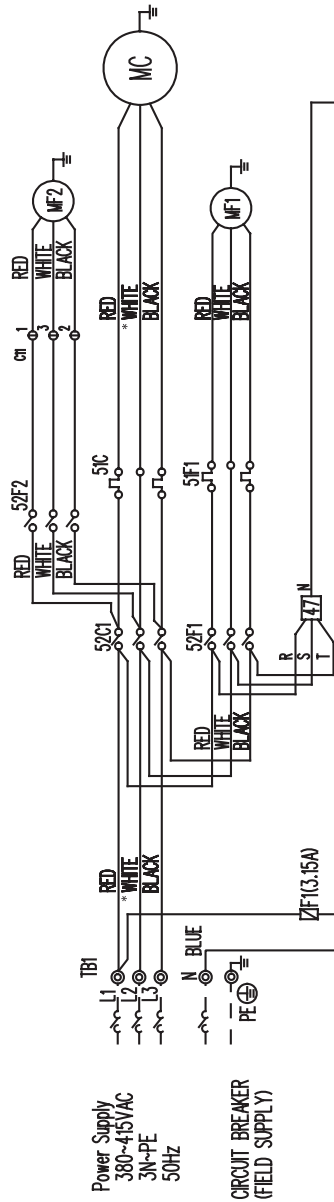 Power Supply
380~415VAC
3N~PE
50Hz
CIRCUIT BREAKER
(FIELD SUPPLY)
TB1
L1
L2
L3
N
PE
BLUE
F1(3.15A)
RED
* WHITE
BLACK
RED
WHITE
BLACK
52C1
52F1
RED
WHITE
BLACK
52F2
R
S
T
47
N
51C
51F1
C11
1
3
2
RED
* WHITE
BLACK
RED
WHITE
BLACK
RED
WHITE
BLACK
MF2
MC
MF1